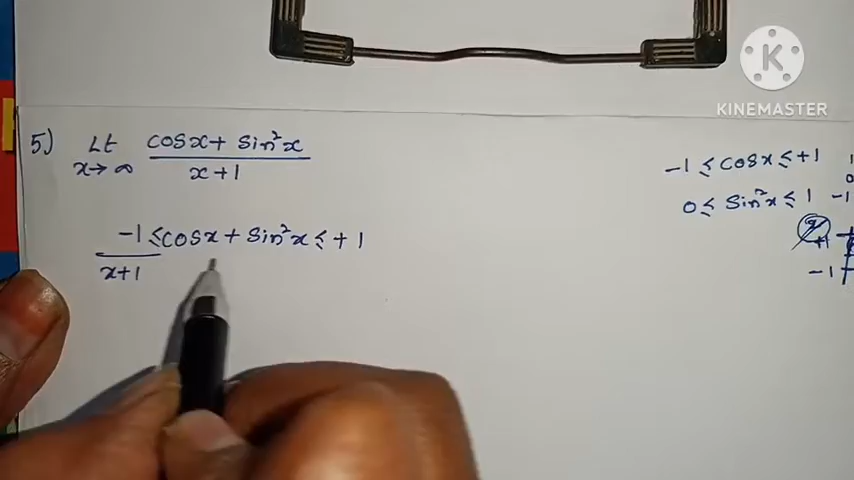 KINEMASTER
5) Lt x→∞ (cosx + sin²x)/(x+1)
-1 ≤ cosx ≤ +1
0 ≤ sin²x ≤ 1
-1/(x+1) ≤ cosx + sin²x ≤ +1